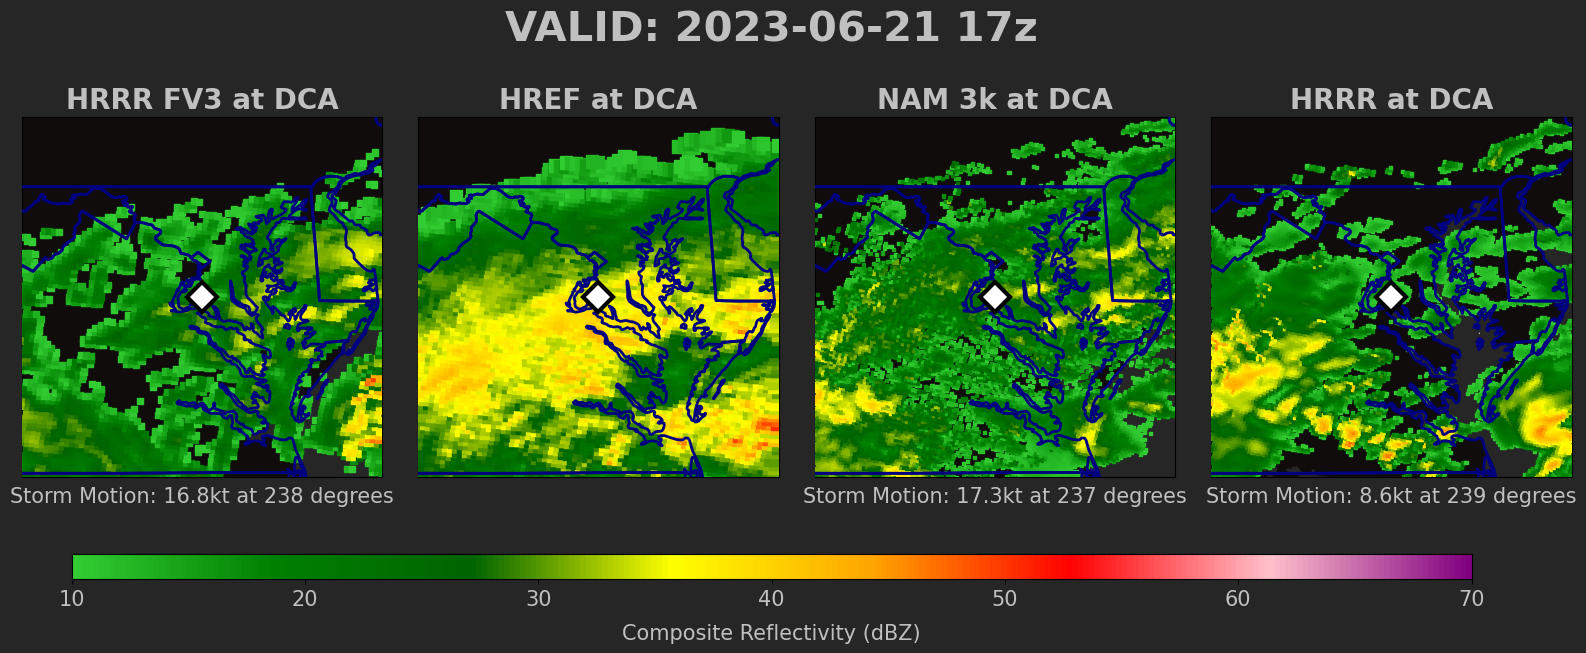 VALID: 2023-06-21 17z
HRRR FV3 at DCA
HREF at DCA
NAM 3k at DCA
HRRR at DCA
Storm Motion: 16.8kt at 238 degrees
Storm Motion: 17.3kt at 237 degrees
Storm Motion: 8.6kt at 239 degrees
10 20 30 40 50 60 70
Composite Reflectivity (dBZ)